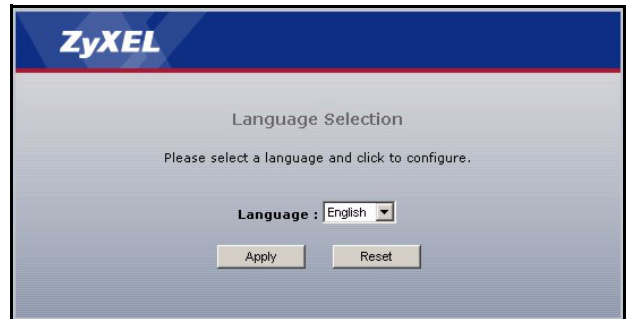 ZyXEL
Language Selection
Please select a language and click to configure.
Language : English
Apply Reset